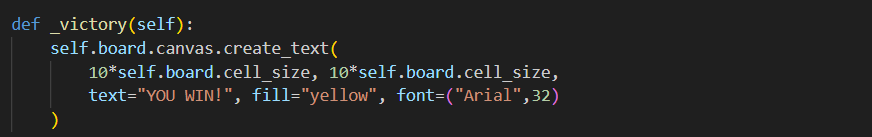 def _victory(self):
    self.board.canvas.create_text(
        10*self.board.cell_size, 10*self.board.cell_size,
        text="YOU WIN!", fill="yellow", font=("Arial",32)
    )